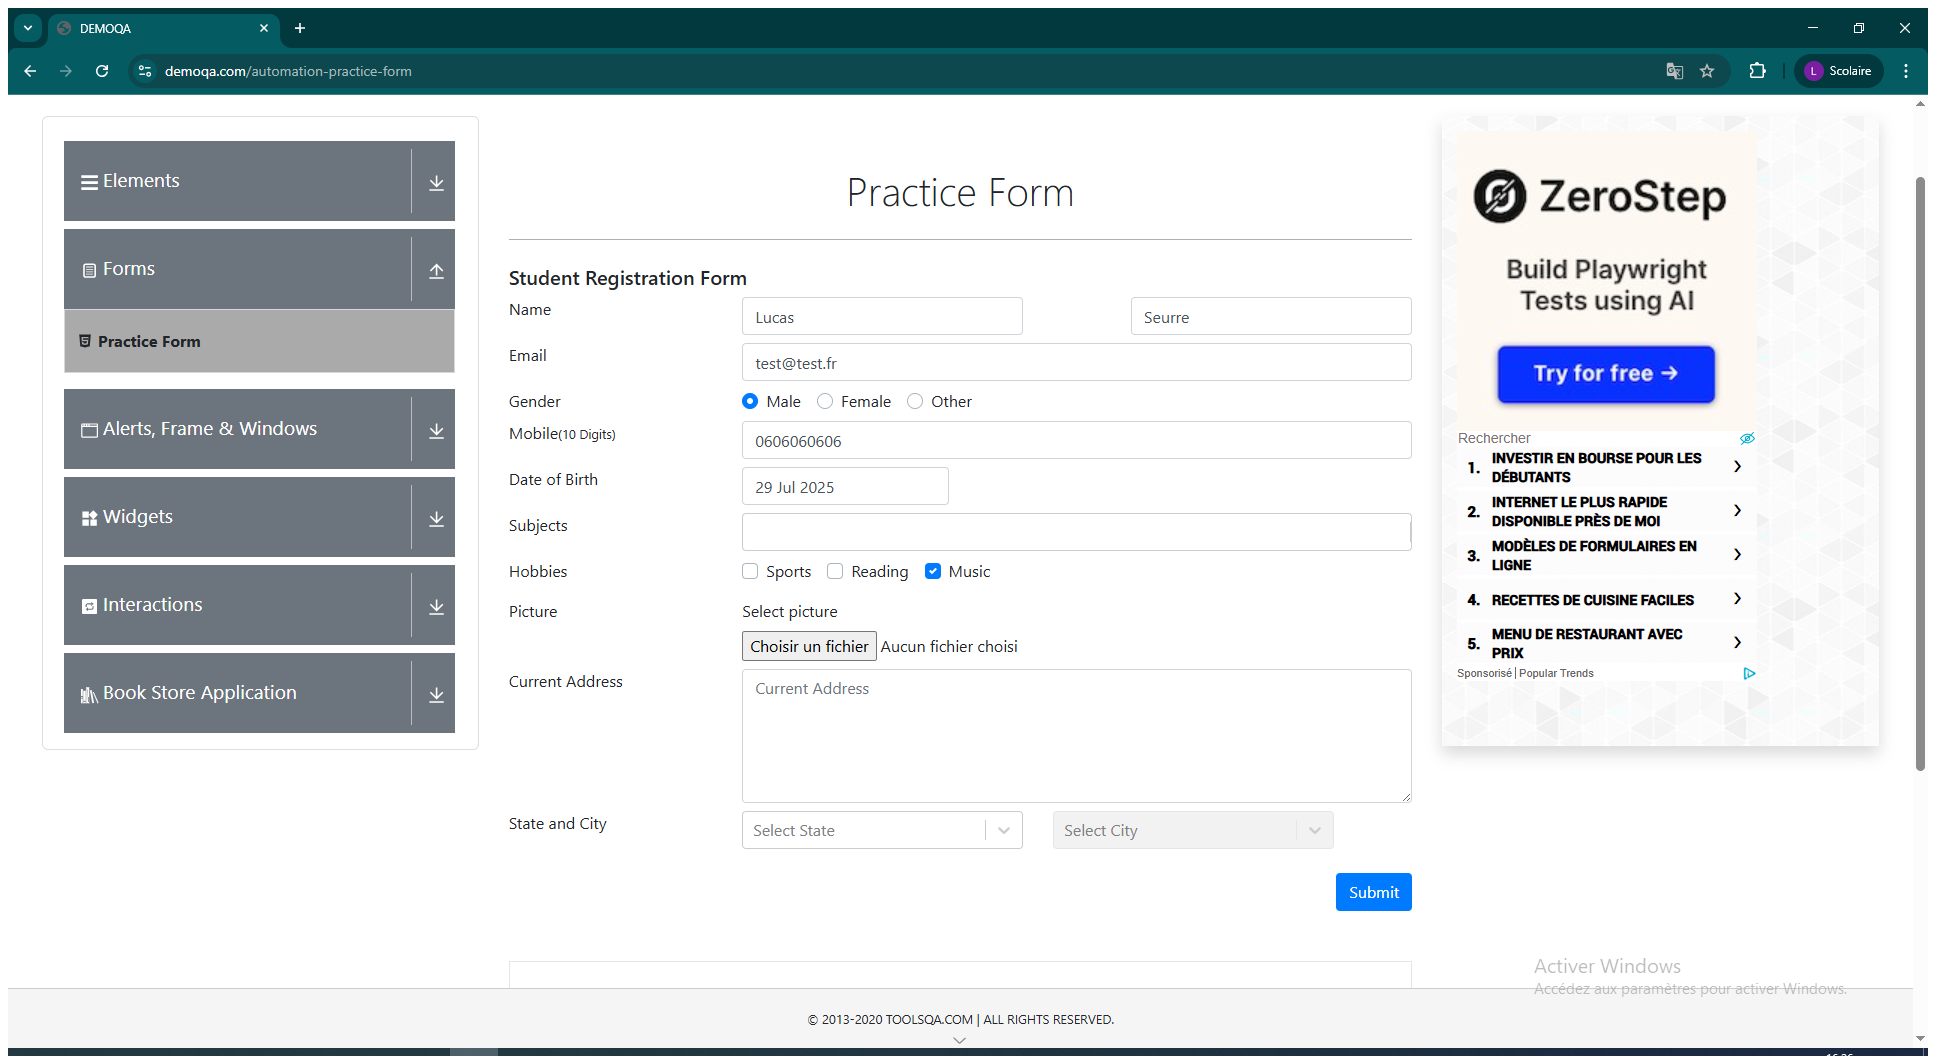 DEMOQA
demoqa.com/automation-practice-form
L Scolaire
Elements
Forms
Practice Form
Alerts, Frame & Windows
Widgets
Interactions
Book Store Application
Practice Form
Student Registration Form
Name Lucas Seurre
Email test@test.fr
Gender Male Female Other
Mobile(10 Digits) 0606060606
Date of Birth 29 Jul 2025
Subjects
Hobbies Sports Reading Music
Picture Select picture
Choisir un fichier Aucun fichier choisi
Current Address Current Address
State and City Select State Select City
Submit
ZeroStep
Build Playwright
Tests using AI
Try for free →
Rechercher
1. INVESTIR EN BOURSE POUR LES
DÉBUTANTS
2. INTERNET LE PLUS RAPIDE
DISPONIBLE PRÈS DE MOI
3. MODÈLES DE FORMULAIRES EN
LIGNE
4. RECETTES DE CUISINE FACILES
5. MENU DE RESTAURANT AVEC
PRIX
Sponsorisé | Popular Trends
Activer Windows
Accédez aux paramètres pour activer Windows.
© 2013-2020 TOOLSQA.COM | ALL RIGHTS RESERVED.